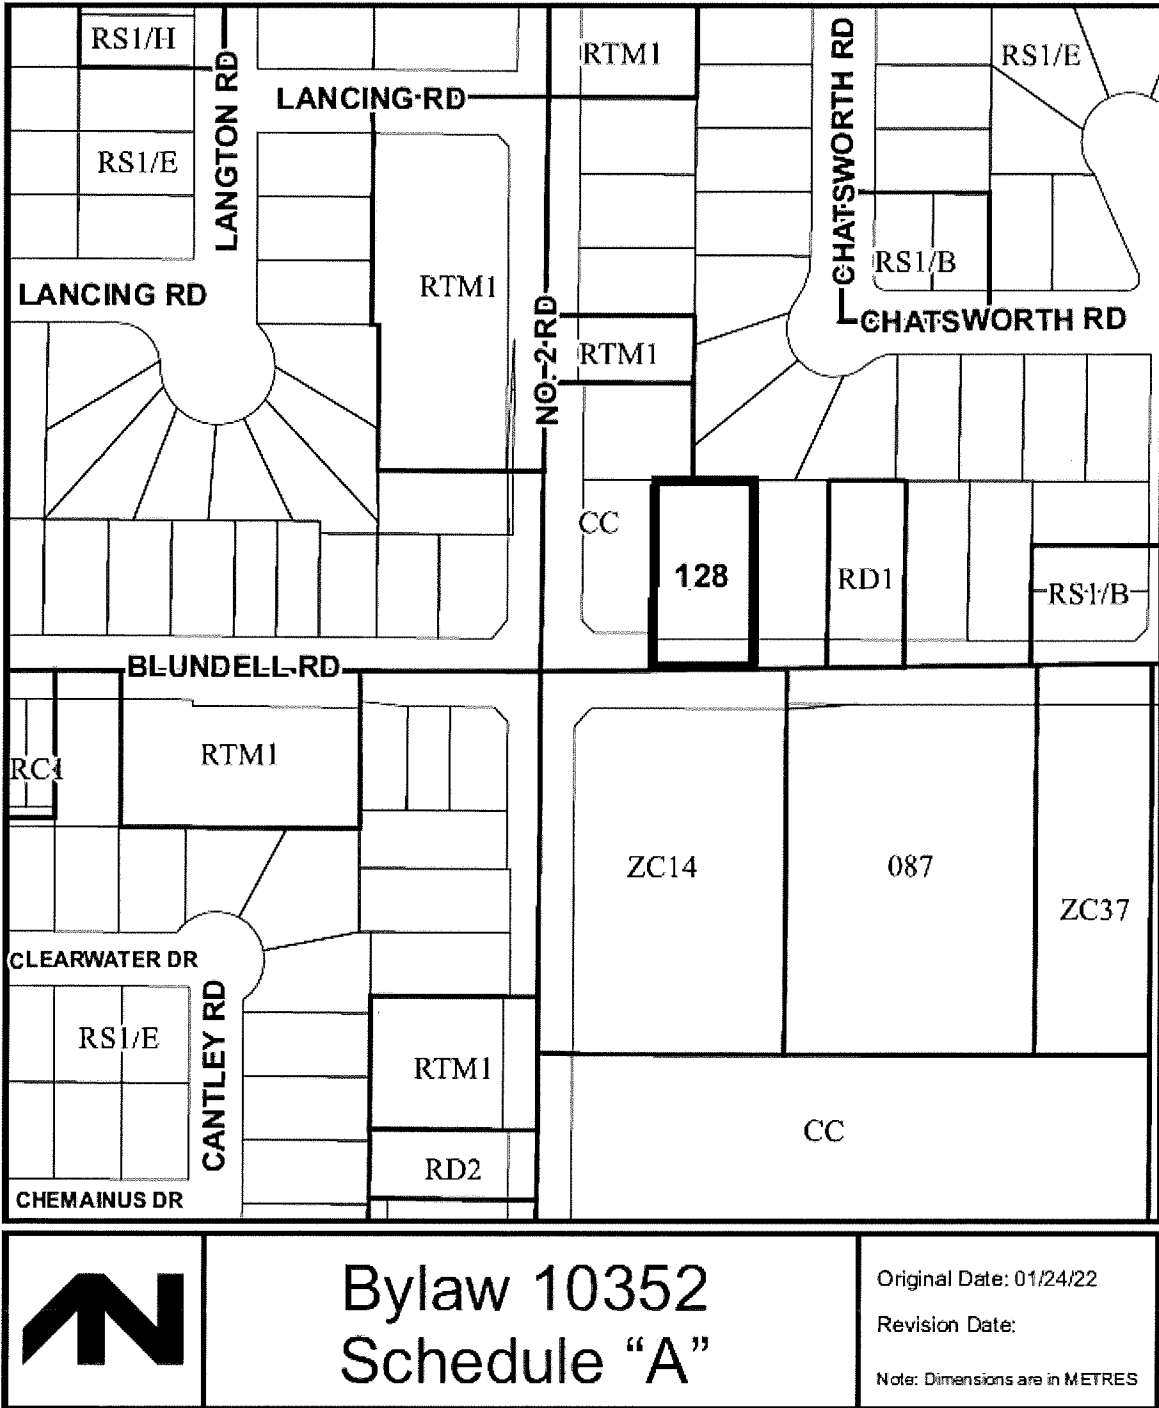 RS1/H
LANGTON RD
RTM1
CHATSWORTH RD
RS1/E
LANCING RD
RS1/E
RS1/B
LANCING RD
RTM1
CHATSWORTH RD
NO. 2 RD
RTM1
CC
128
RD1
RS1/B
BLUNDELL RD
RC1
RTM1
ZC14
087
ZC37
CLEARWATER DR
CANTLEY RD
RS1/E
RTM1
CC
RD2
CHEMAINUS DR
Bylaw 10352
Schedule “A”
Original Date: 01/24/22
Revision Date:
Note: Dimensions are in METRES